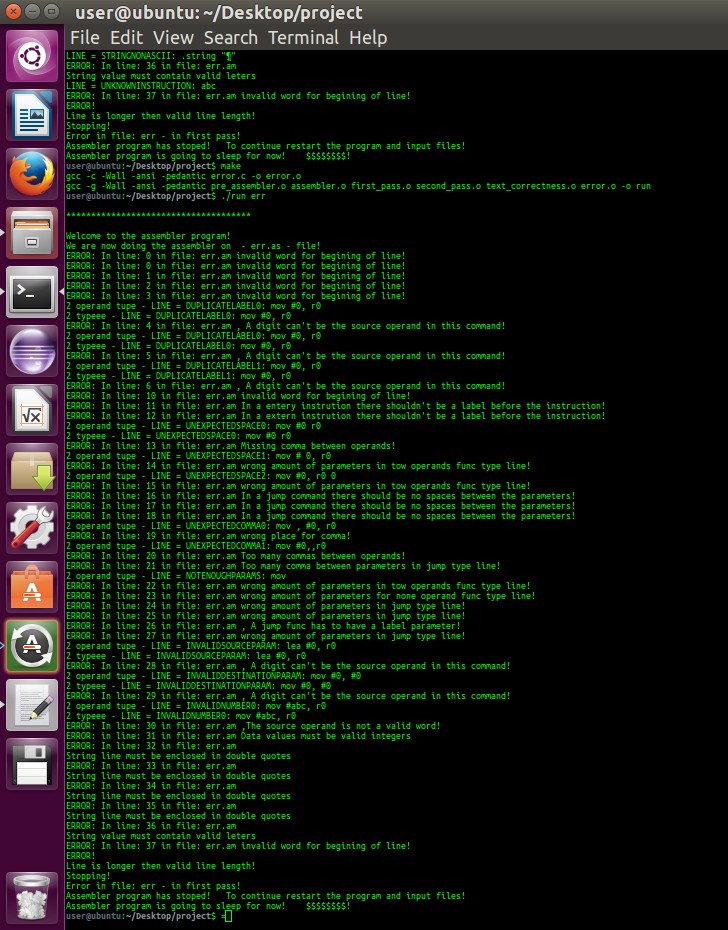 user@ubuntu: ~/Desktop/project
File Edit View Search Terminal Help
LINE = STRINGNONASCII: .string "¶"
ERROR: In line: 36 in file: err.am
String value must contain valid leters
LINE = UNKNOWNINSTRUCTION: abc
ERROR: In line: 37 in file: err.am invalid word for begining of line!
ERROR!
Line is longer then valid line length!
Stopping!
Error in file: err - in first pass!
Assembler program has stoped!   To continue restart the program and input files!
Assembler program is going to sleep for now!    $$$$$$$$!
user@ubuntu:~/Desktop/project$ make
gcc -c -Wall -ansi -pedantic error.c -o error.o
gcc -g -Wall -ansi -pedantic pre_assembler.o assembler.o first_pass.o second_pass.o text_correctness.o error.o -o run
user@ubuntu:~/Desktop/project$ ./run err
*************************************
Welcome to the assembler program!
We are now doing the assembler on  - err.as - file!
ERROR: In line: 0 in file: err.am invalid word for begining of line!
ERROR: In line: 0 in file: err.am invalid word for begining of line!
ERROR: In line: 1 in file: err.am invalid word for begining of line!
ERROR: In line: 2 in file: err.am invalid word for begining of line!
ERROR: In line: 3 in file: err.am invalid word for begining of line!
2 operand tupe - LINE = DUPLICATELABEL0: mov #0, r0
2 typeee - LINE = DUPLICATELABEL0: mov #0, r0
ERROR: In line: 4 in file: err.am , A digit can't be the source operand in this command!
2 operand tupe - LINE = DUPLICATELABEL0: mov #0, r0
2 typeee - LINE = DUPLICATELABEL0: mov #0, r0
ERROR: In line: 5 in file: err.am , A digit can't be the source operand in this command!
2 operand tupe - LINE = DUPLICATELABEL1: mov #0, r0
2 typeee - LINE = DUPLICATELABEL1: mov #0, r0
ERROR: In line: 6 in file: err.am , A digit can't be the source operand in this command!
ERROR: In line: 10 in file: err.am invalid word for begining of line!
ERROR: In line: 11 in file: err.am In a entery instrution there shouldn't be a label before the instruction!
ERROR: In line: 12 in file: err.am In a extern instrution there shouldn't be a label before the instruction!
2 operand tupe - LINE = UNEXPECTEDSPACE0: mov #0 r0
2 typeee - LINE = UNEXPECTEDSPACE0: mov #0 r0
ERROR: In line: 13 in file: err.am Missing comma between operands!
2 operand tupe - LINE = UNEXPECTEDSPACE1: mov # 0, r0
ERROR: In line: 14 in file: err.am wrong amount of parameters in tow operands func type line!
2 operand tupe - LINE = UNEXPECTEDSPACE2: mov #0, r0 0
ERROR: In line: 15 in file: err.am wrong amount of parameters in tow operands func type line!
ERROR: In line: 16 in file: err.am In a jump command there should be no spaces between the parameters!
ERROR: In line: 17 in file: err.am In a jump command there should be no spaces between the parameters!
ERROR: In line: 18 in file: err.am In a jump command there should be no spaces between the parameters!
2 operand tupe - LINE = UNEXPECTEDCOMMA0: mov , #0, r0
ERROR: In line: 19 in file: err.am wrong place for comma!
2 operand tupe - LINE = UNEXPECTEDCOMMA1: mov #0,,r0
ERROR: In line: 20 in file: err.am Too many commas between operands!
ERROR: In line: 21 in file: err.am Too many comma between parameters in jump type line!
2 operand tupe - LINE = NOTENOUGHPARAMS: mov
ERROR: In line: 22 in file: err.am wrong amount of parameters in tow operands func type line!
ERROR: In line: 23 in file: err.am wrong amount of parameters for none operand func type line!
ERROR: In line: 24 in file: err.am wrong amount of parameters in jump type line!
ERROR: In line: 25 in file: err.am wrong amount of parameters in jump type line!
ERROR: In line: 26 in file: err.am , A jump func has to have a label parameter!
ERROR: In line: 27 in file: err.am wrong amount of parameters in jump type line!
2 operand tupe - LINE = INVALIDSOURCEPARAM: lea #0, r0
2 typeee - LINE = INVALIDSOURCEPARAM: lea #0, r0
ERROR: In line: 28 in file: err.am , A digit can't be the source operand in this command!
2 operand tupe - LINE = INVALIDDESTINATIONPARAM: mov #0, #0
2 typeee - LINE = INVALIDDESTINATIONPARAM: mov #0, #0
ERROR: In line: 29 in file: err.am , A digit can't be the source operand in this command!
2 operand tupe - LINE = INVALIDNUMBER0: mov #abc, r0
2 typeee - LINE = INVALIDNUMBER0: mov #abc, r0
ERROR: In line: 30 in file: err.am ,The source operand is not a valid word!
ERROR: in line: 31 in file: err.am Data values must be valid integers
ERROR: In line: 32 in file: err.am
String line must be enclosed in double quotes
ERROR: In line: 33 in file: err.am
String line must be enclosed in double quotes
ERROR: In line: 34 in file: err.am
String line must be enclosed in double quotes
ERROR: In line: 35 in file: err.am
String line must be enclosed in double quotes
ERROR: In line: 36 in file: err.am
String value must contain valid leters
ERROR: In line: 37 in file: err.am invalid word for begining of line!
ERROR!
Line is longer then valid line length!
Stopping!
Error in file: err - in first pass!
Assembler program has stoped!   To continue restart the program and input files!
Assembler program is going to sleep for now!    $$$$$$$$!
user@ubuntu:~/Desktop/project$ =